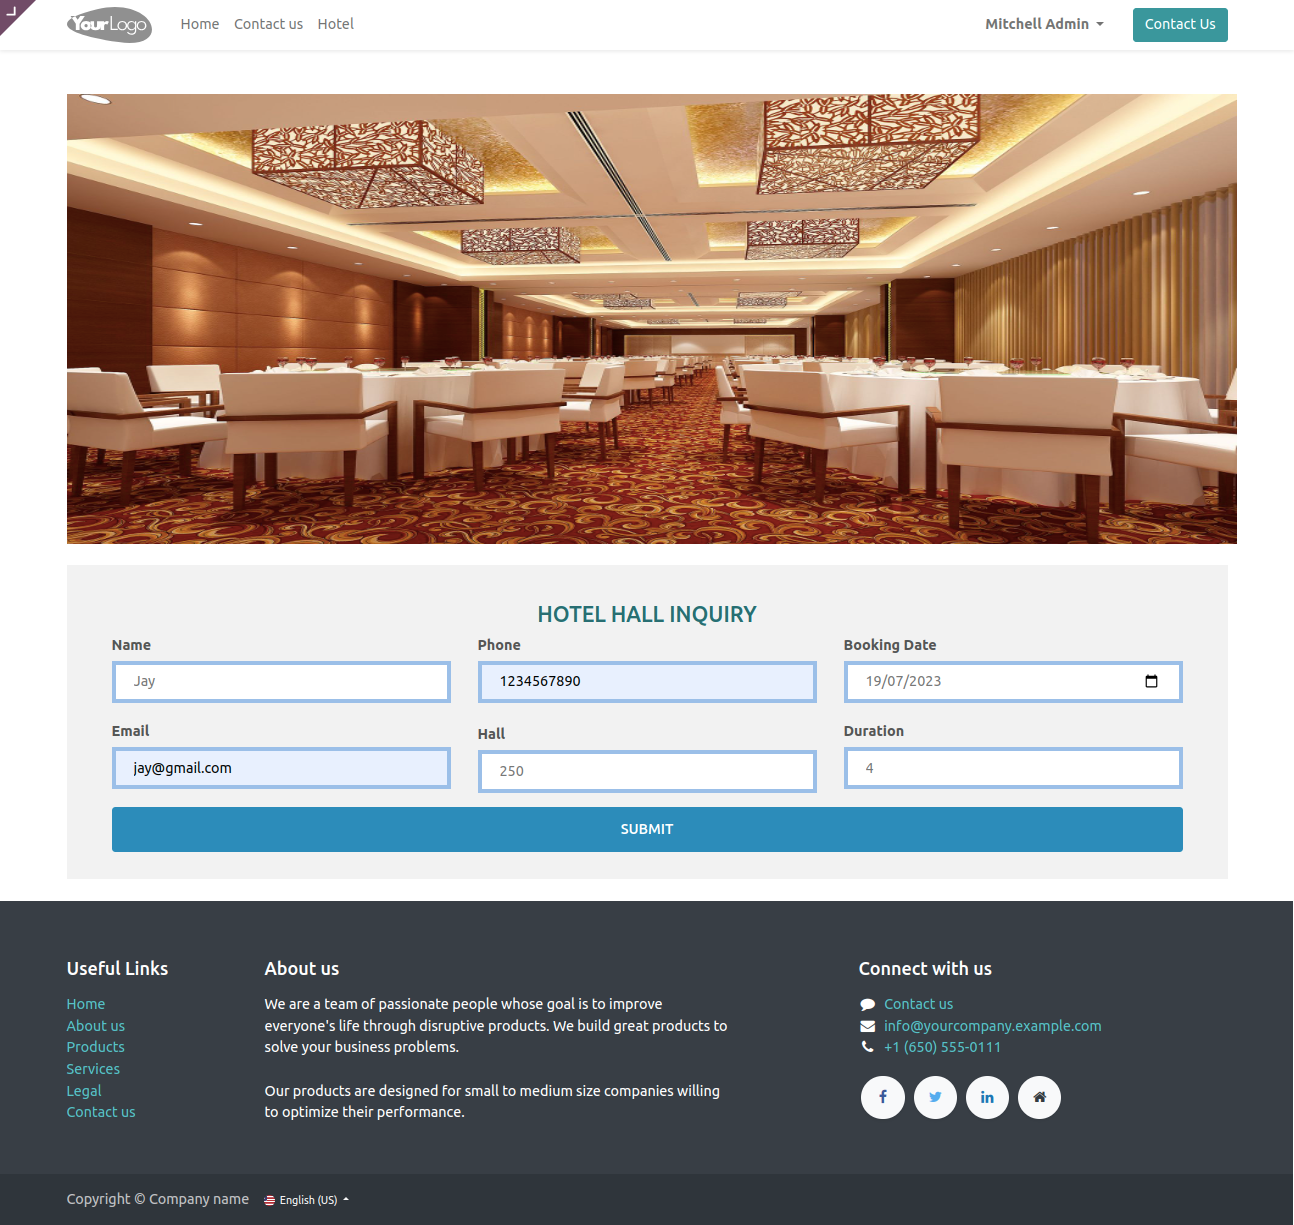 YourLogo
Home Contact us Hotel
Mitchell Admin
Contact Us
HOTEL HALL INQUIRY
Name Phone Booking Date
Jay 1234567890 19/07/2023
Email Hall Duration
jay@gmail.com 250 4
SUBMIT
Useful Links
Home
About us
Products
Services
Legal
Contact us
About us
We are a team of passionate people whose goal is to improve
everyone's life through disruptive products. We build great products to
solve your business problems.
Our products are designed for small to medium size companies willing
to optimize their performance.
Connect with us
Contact us
info@yourcompany.example.com
+1 (650) 555-0111
Copyright © Company name English (US)